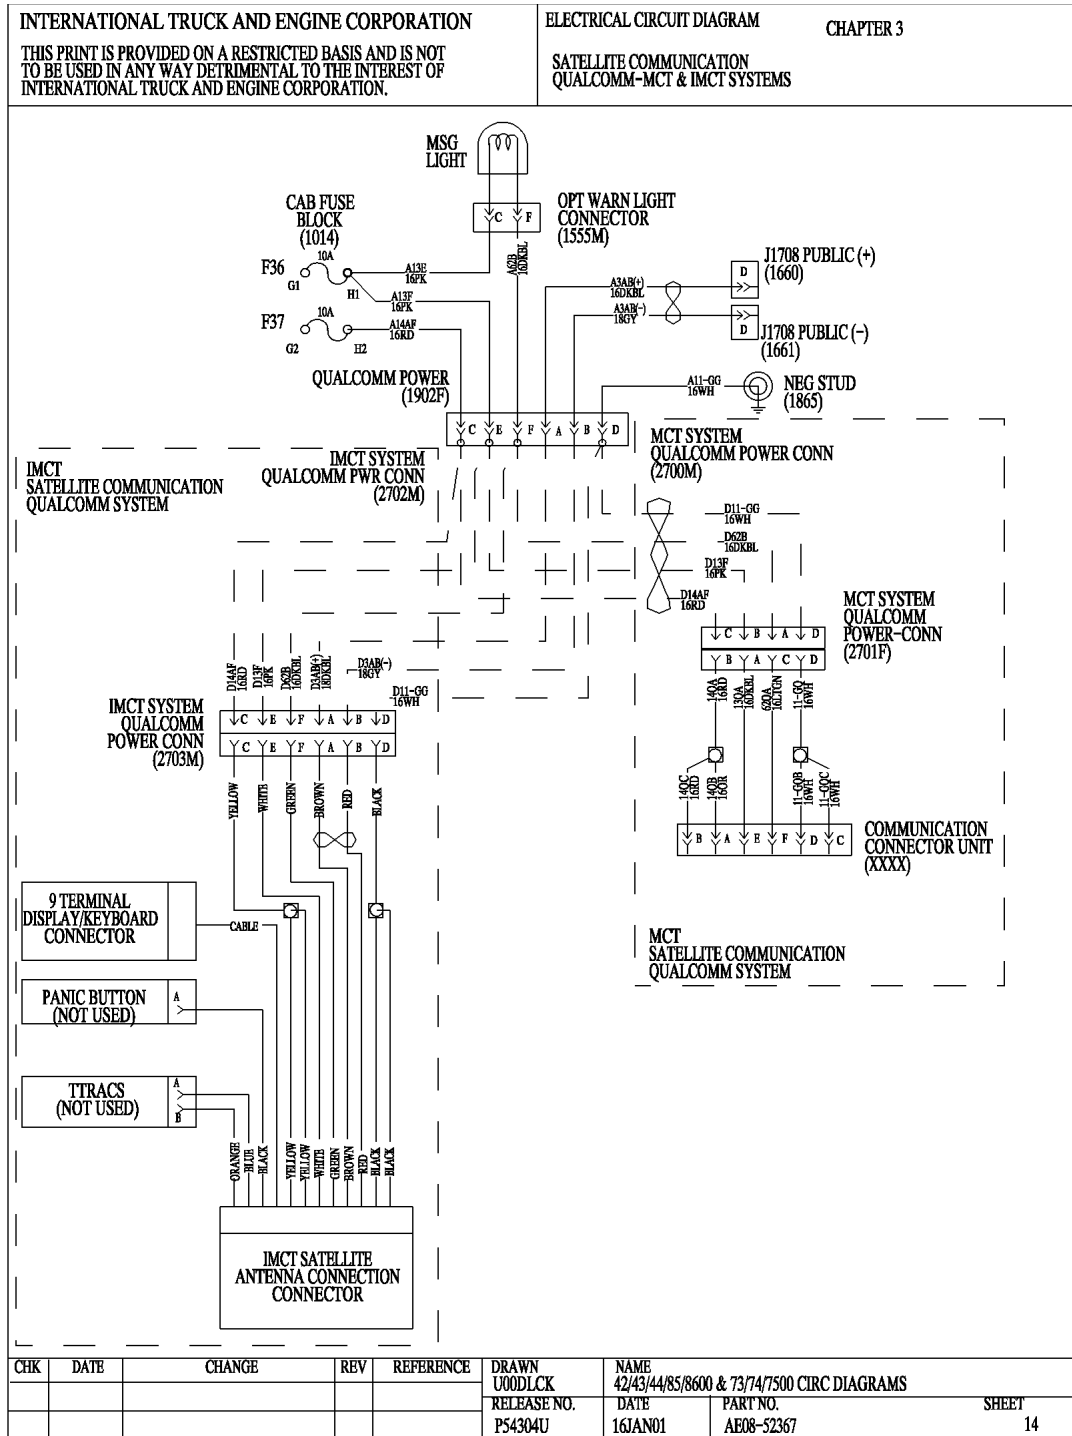 INTERNATIONAL TRUCK AND ENGINE CORPORATION
THIS PRINT IS PROVIDED ON A RESTRICTED BASIS AND IS NOT
TO BE USED IN ANY WAY DETRIMENTAL TO THE INTEREST OF
INTERNATIONAL TRUCK AND ENGINE CORPORATION.
ELECTRICAL CIRCUIT DIAGRAM
CHAPTER 3
SATELLITE COMMUNICATION
QUALCOMM-MCT & IMCT SYSTEMS
MSG
LIGHT
C F
OPT WARN LIGHT
CONNECTOR
(1555M)
CAB FUSE
BLOCK
(1014)
10A
F36
G1
H1
A13E
16PK
A62B
16DKBL
A13F
16PK
10A
F37
G2
H2
A14AF
16RD
A3AB(+)
16DKBL
A3AB(-)
18GY
D
J1708 PUBLIC (+)
(1660)
D
J1708 PUBLIC (-)
(1661)
QUALCOMM POWER
(1902F)
A11-GG
16WH
NEG STUD
(1865)
C E F A B D
IMCT
SATELLITE COMMUNICATION
QUALCOMM SYSTEM
IMCT SYSTEM
QUALCOMM PWR CONN
(2702M)
MCT SYSTEM
QUALCOMM POWER CONN
(2700M)
D11-GG
16WH
D62B
16DKBL
D13F
16PK
D14AF
16RD
MCT SYSTEM
QUALCOMM
POWER-CONN
(2701F)
C B A D
B A C D
14QA
16RD
13QA
16DKBL
62QA
16LTGN
11-GQ
16WH
14QC
16RD
14QB
16OR
11-GQB
16WH
11-GQC
16WH
B A E F D C
COMMUNICATION
CONNECTOR UNIT
(XXXX)
MCT
SATELLITE COMMUNICATION
QUALCOMM SYSTEM
D14AF
16RD
D13F
16PK
D62B
16DKBL
D3AB(+)
18DKBL
D3AB(-)
18GY
D11-GG
16WH
IMCT SYSTEM
QUALCOMM
POWER CONN
(2703M)
C E F A B D
C E F A B D
YELLOW
WHITE
GREEN
BROWN
RED
BLACK
9 TERMINAL
DISPLAY/KEYBOARD
CONNECTOR
CABLE
PANIC BUTTON
(NOT USED)
A
TTRACS
(NOT USED)
A
B
ORANGE
BLUE
BLACK
YELLOW
YELLOW
WHITE
GREEN
BROWN
RED
BLACK
BLACK
IMCT SATELLITE
ANTENNA CONNECTION
CONNECTOR
CHK DATE CHANGE REV REFERENCE
DRAWN
U00DLCK
NAME
42/43/44/85/8600 & 73/74/7500 CIRC DIAGRAMS
RELEASE NO.
P54304U
DATE
16JAN01
PART NO.
AE08-52367
SHEET
14